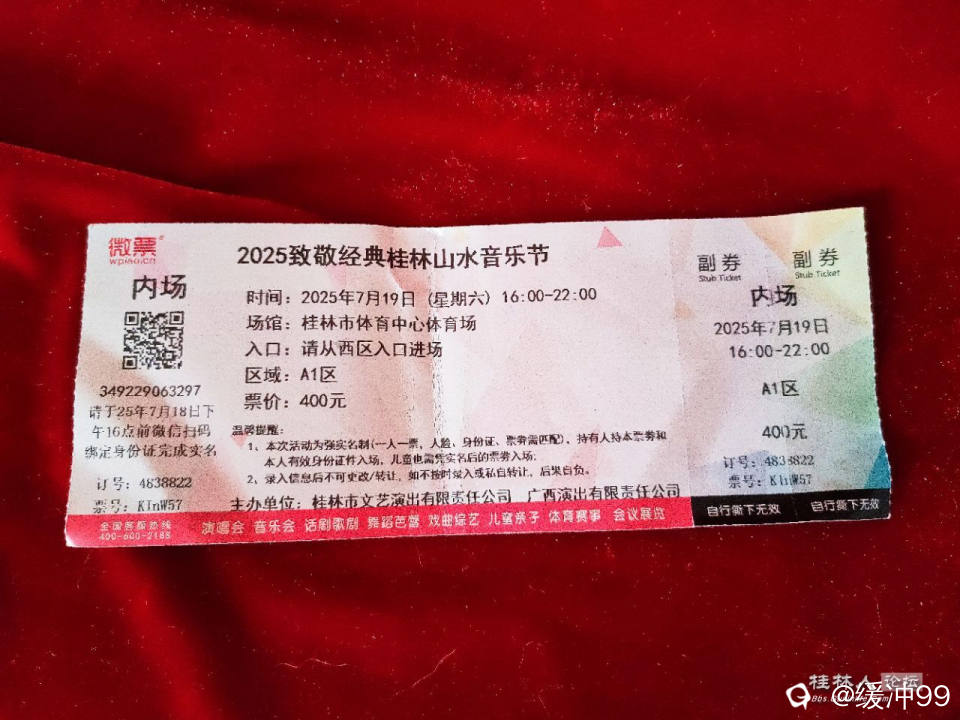 微票
wpiao.cn
内场
349229063297
请于25年7月18日下
午16点前微信扫码
绑定身份证完成实名
订号：4838822
票号：KInW57
全国客服热线
400-600-2188
2025致敬经典桂林山水音乐节
时间：2025年7月19日（星期六）16:00-22:00
场馆：桂林市体育中心体育场
入口：请从西区入口进场
区域：A1区
票价：400元
温馨提醒：
1、本次活动为强实名制(一人一票，人脸、身份证、票券需匹配)，持有人持本票券和
本人有效身份证件入场，儿童也需凭实名后的票券入场；
2、录入信息后不可更改/转让、如不按时录入或私自转让，后果自负。
主办单位：桂林市文艺演出有限责任公司 广西演出有限责任公司
演唱会 音乐会 话剧歌剧 舞蹈芭蕾 戏曲综艺 儿童亲子 体育赛事 会议展览
副券
Stub Ticket
副券
Stub Ticket
内场
2025年7月19日
16:00-22:00
A1区
400元
订号：4838822
票号：KInW57
自行撕下无效
自行撕下无效
桂林人论坛
@缓冲99